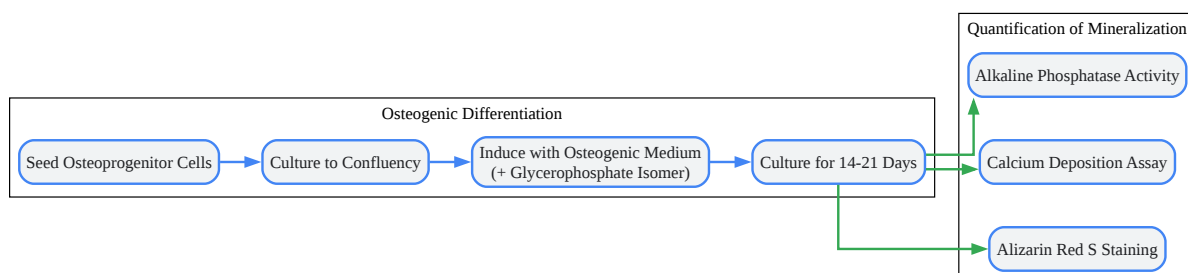 Quantification of Mineralization
Alkaline Phosphatase Activity
Osteogenic Differentiation
Seed Osteoprogenitor Cells
Culture to Confluency
Induce with Osteogenic Medium
(+ Glycerophosphate Isomer)
Culture for 14-21 Days
Calcium Deposition Assay
Alizarin Red S Staining